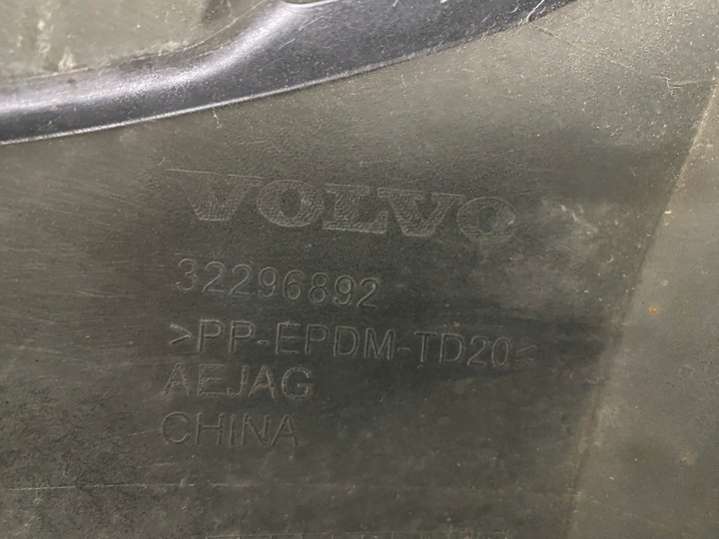 VOLVO
32296892
>PP-EPDM-TD20<
AEJAG
CHINA